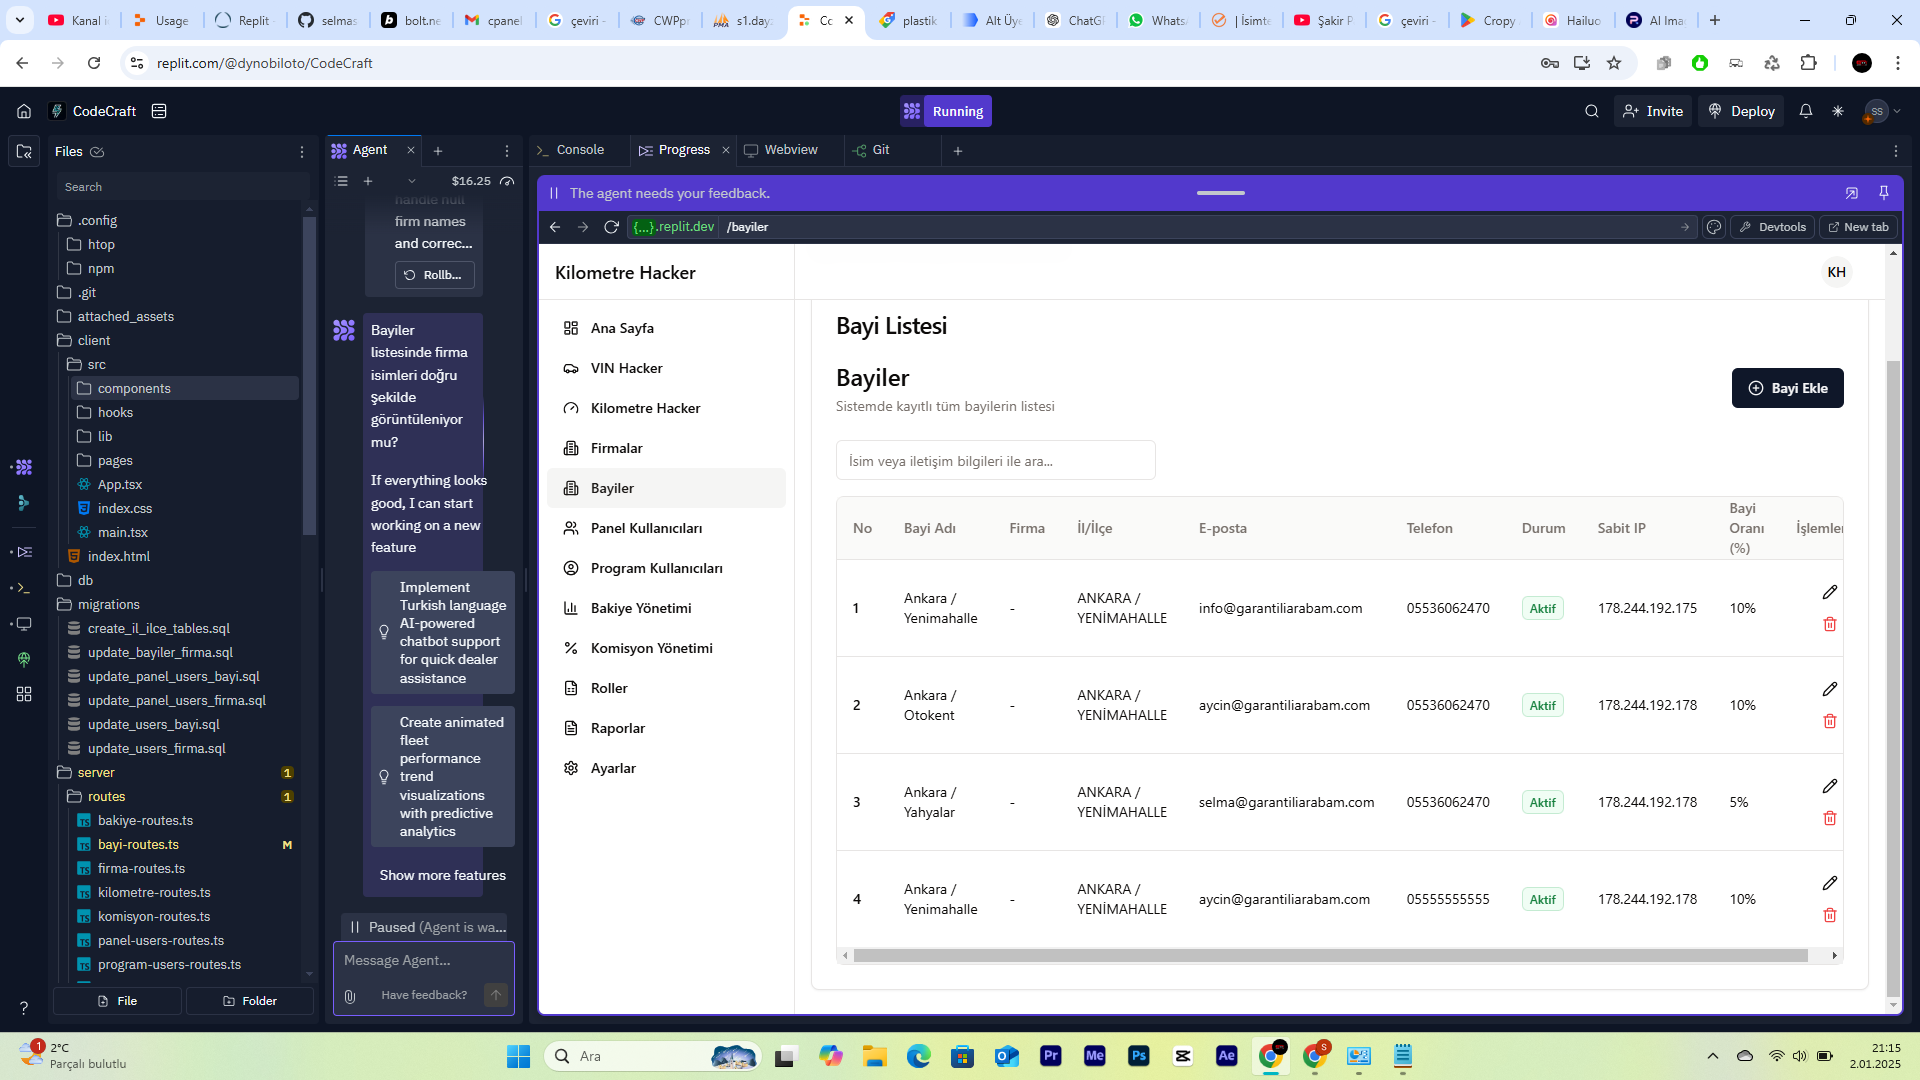 Kanal i
Usage
Replit -
selmas
bolt.ne
cpanel
çeviri -
CWPpr
s1.day
Co
plastik
Alt Üye
ChatGP
Whats
| İsimte
Şakir P
çeviri -
Cropy
Hailuo
AI Ima
replit.com/@dynobiloto/CodeCraft
CodeCraft
Running
Invite
Deploy
SS
Files
Search
.config
htop
npm
.git
attached_assets
client
src
components
hooks
lib
pages
App.tsx
index.css
main.tsx
index.html
db
migrations
create_il_ilce_tables.sql
update_bayiler_firma.sql
update_panel_users_bayi.sql
update_panel_users_firma.sql
update_users_bayi.sql
update_users_firma.sql
server 1
routes 1
bakiye-routes.ts
bayi-routes.ts M
firma-routes.ts
kilometre-routes.ts
komisyon-routes.ts
panel-users-routes.ts
program-users-routes.ts
File
Folder
Agent
$16.25
handle null
firm names
and correc...
Rollb...
Bayiler
listesinde firma
isimleri doğru
şekilde
görüntüleniyor
mu?
If everything looks
good, I can start
working on a new
feature
Implement
Turkish language
AI-powered
chatbot support
for quick dealer
assistance
Create animated
fleet
performance
trend
visualizations
with predictive
analytics
Show more features
Paused (Agent is wa...
Message Agent...
Have feedback?
Console
Progress
Webview
Git
The agent needs your feedback.
{...}.replit.dev /bayiler
Devtools
New tab
Kilometre Hacker
KH
Ana Sayfa
VIN Hacker
Kilometre Hacker
Firmalar
Bayiler
Panel Kullanıcıları
Program Kullanıcıları
Bakiye Yönetimi
Komisyon Yönetimi
Roller
Raporlar
Ayarlar
Bayi Listesi
Bayiler
Sistemde kayıtlı tüm bayilerin listesi
Bayi Ekle
İsim veya iletişim bilgileri ile ara...
No Bayi Adı Firma İl/İlçe E-posta Telefon Durum Sabit IP Bayi Oranı (%) İşlemler
1 Ankara / Yenimahalle - ANKARA / YENİMAHALLE info@garantiliarabam.com 05536062470 Aktif 178.244.192.175 10%
2 Ankara / Otokent - ANKARA / YENİMAHALLE aycin@garantiliarabam.com 05536062470 Aktif 178.244.192.178 10%
3 Ankara / Yahyalar - ANKARA / YENİMAHALLE selma@garantiliarabam.com 05536062470 Aktif 178.244.192.178 5%
4 Ankara / Yenimahalle - ANKARA / YENİMAHALLE aycin@garantiliarabam.com 05555555555 Aktif 178.244.192.178 10%
1
2°C
Parçalı bulutlu
Ara
Pr
Me
Ps
Ae
S
21:15
2.01.2025